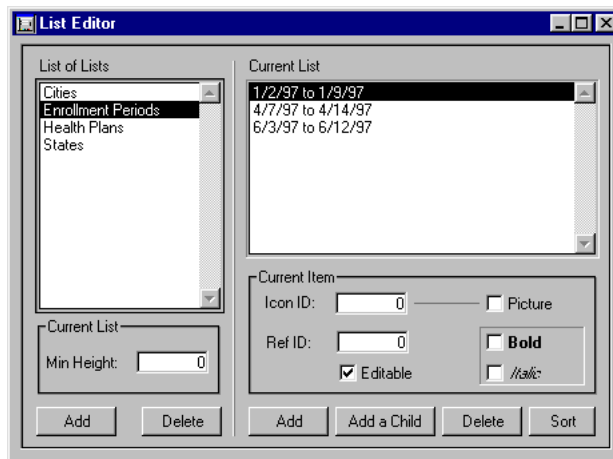 List Editor
List of Lists
Cities
Enrollment Periods
Health Plans
States
Current List
Min Height: 0
Add Delete
Current List
1/2/97 to 1/9/97
4/7/97 to 4/14/97
6/3/97 to 6/12/97
Current Item
Icon ID: 0 Picture
Ref ID: 0 Bold
Editable Italic
Add Add a Child Delete Sort